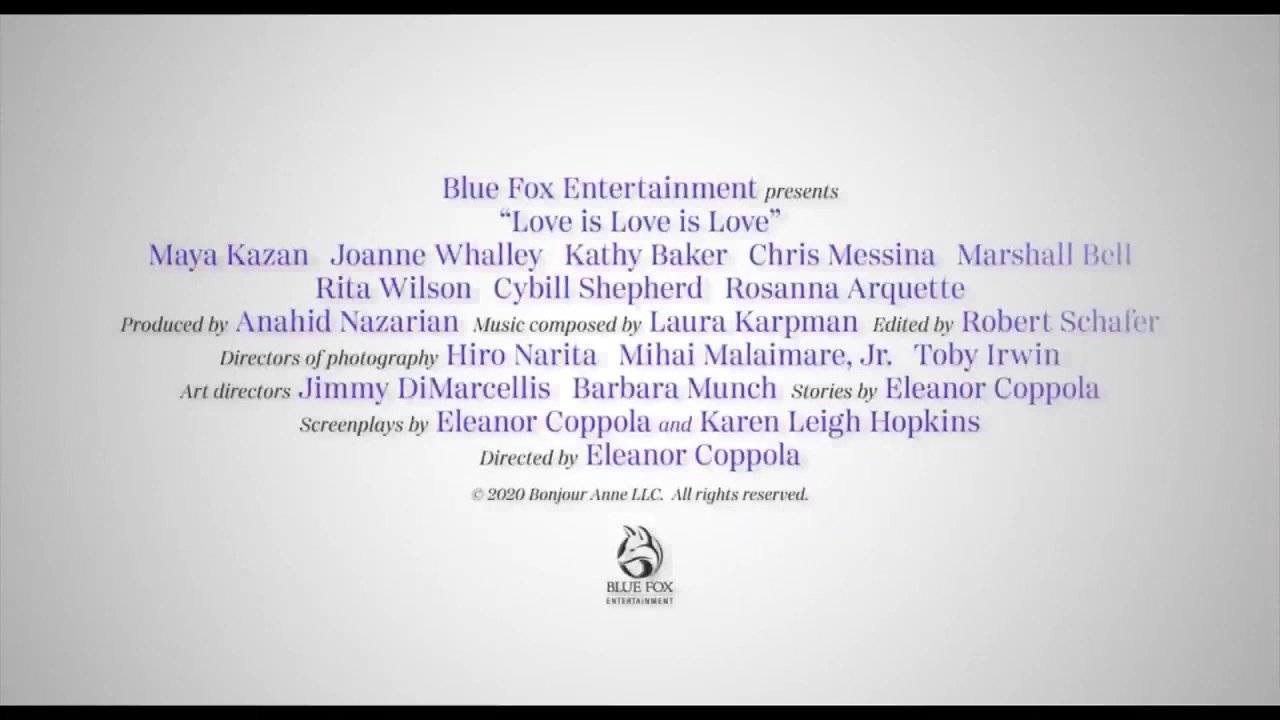 Blue Fox Entertainment presents
“Love is Love is Love”
Maya Kazan Joanne Whalley Kathy Baker Chris Messina Marshall Bell
Rita Wilson Cybill Shepherd Rosanna Arquette
Produced by Anahid Nazarian Music composed by Laura Karpman Edited by Robert Schafer
Directors of photography Hiro Narita Mihai Malaimare, Jr. Toby Irwin
Art directors Jimmy DiMarcellis Barbara Munch Stories by Eleanor Coppola
Screenplays by Eleanor Coppola and Karen Leigh Hopkins
Directed by Eleanor Coppola
© 2020 Bonjour Anne LLC. All rights reserved.
BLUE FOX
ENTERTAINMENT